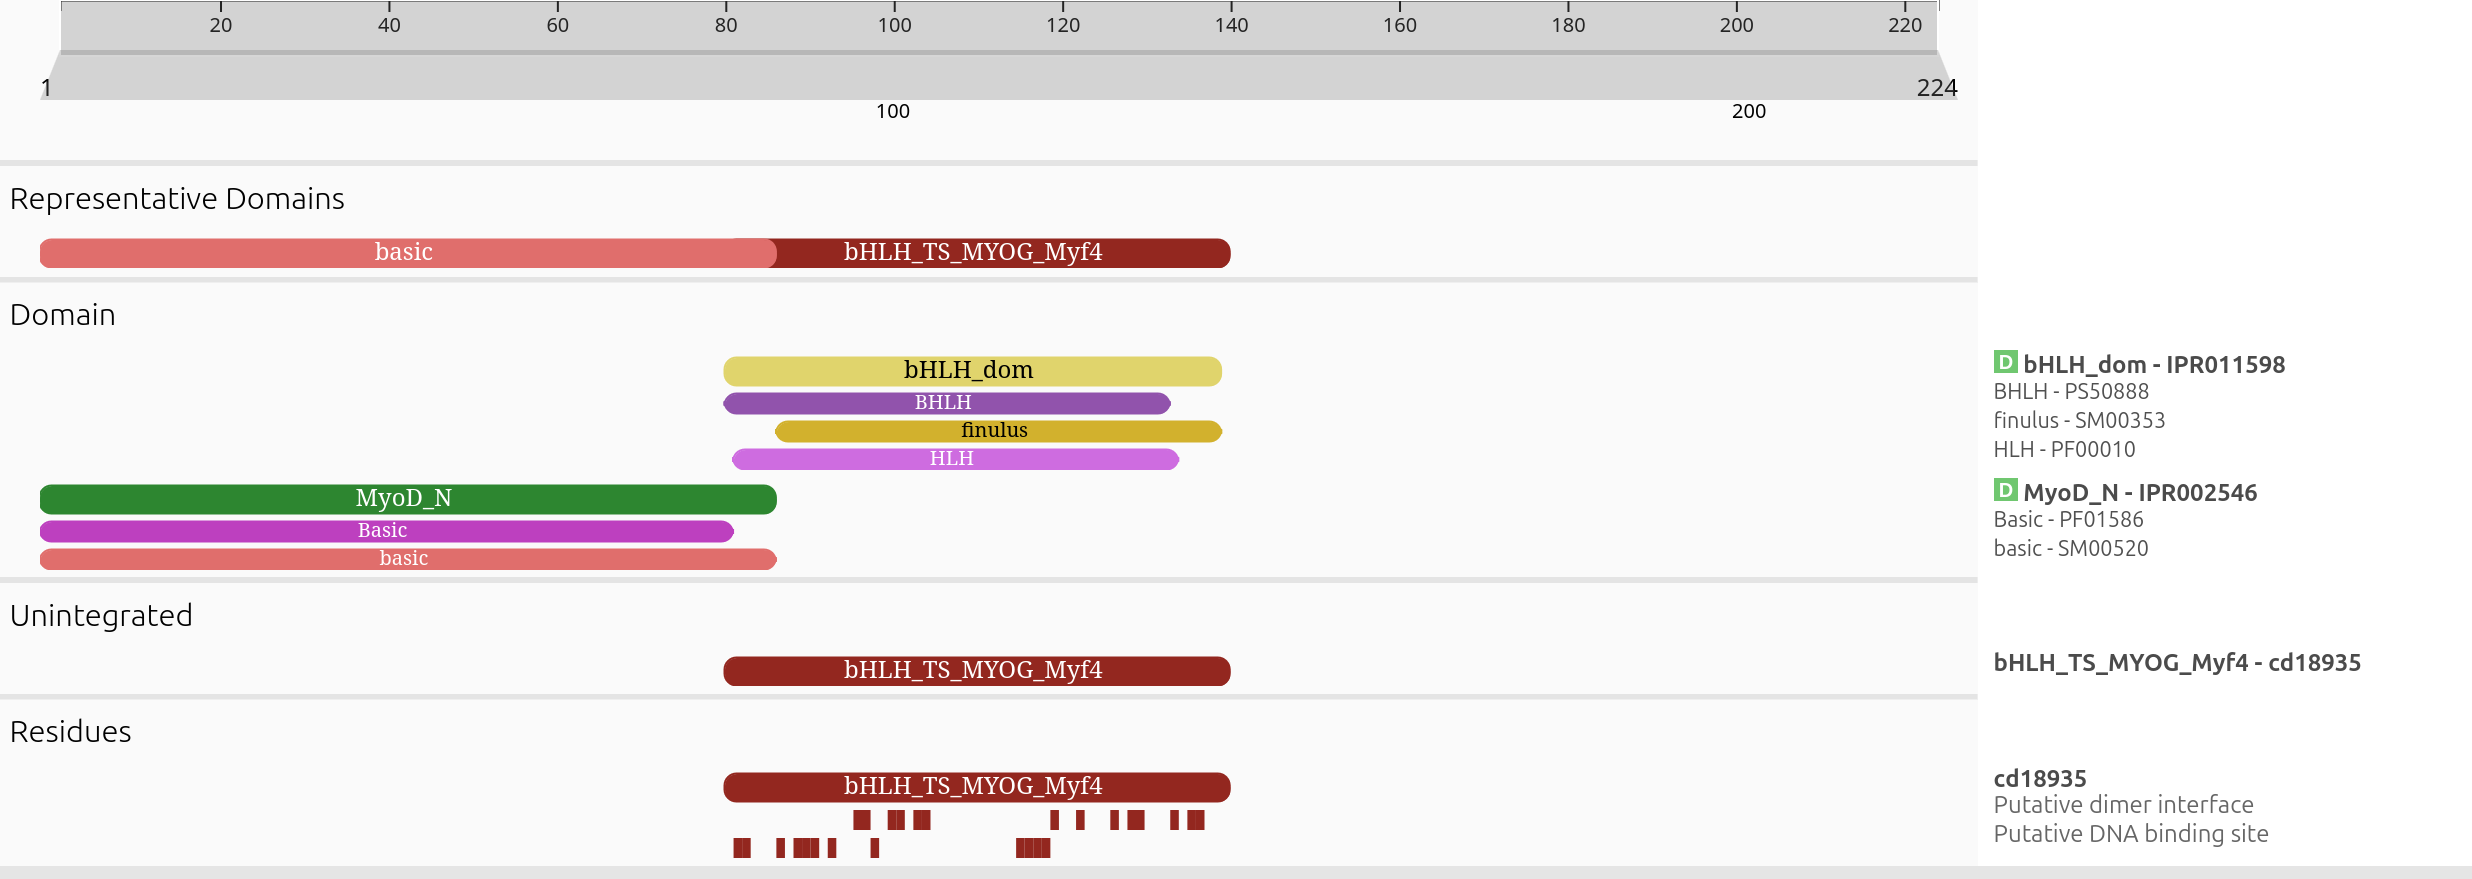 20 40 60 80 100 120 140 160 180 200 220
1 224
100 200
Representative Domains
basic bHLH_TS_MYOG_Myf4
Domain
bHLH_dom
D bHLH_dom - IPR011598
BHLH
BHLH - PS50888
finulus
finulus - SM00353
HLH
HLH - PF00010
MyoD_N
D MyoD_N - IPR002546
Basic
Basic - PF01586
basic
basic - SM00520
Unintegrated
bHLH_TS_MYOG_Myf4
bHLH_TS_MYOG_Myf4 - cd18935
Residues
bHLH_TS_MYOG_Myf4
cd18935
Putative dimer interface
Putative DNA binding site